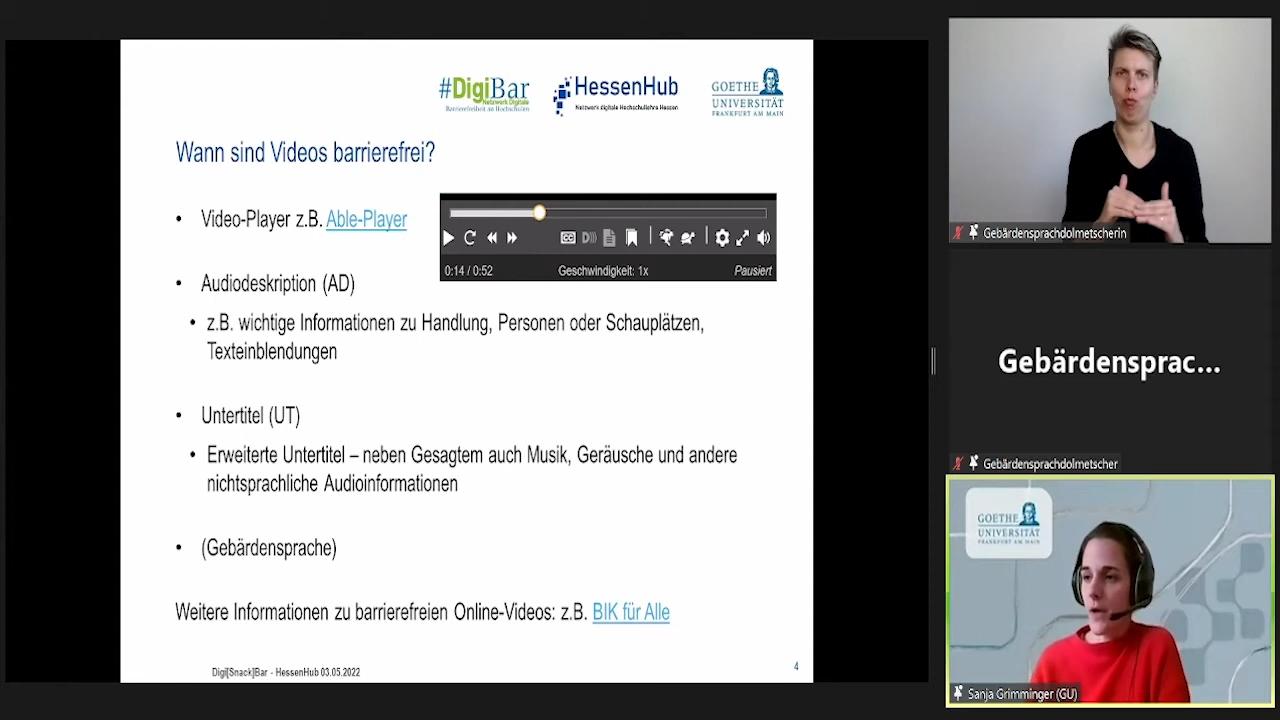 #DigiBar
Netzwerk Digitale
Barrierefreiheit an Hochschulen
HessenHub
Netzwerk digitale Hochschullehre Hessen
GOETHE
UNIVERSITÄT
FRANKFURT AM MAIN
Wann sind Videos barrierefrei?
• Video-Player z.B. Able-Player
CC D
0:14 / 0:52 Geschwindigkeit: 1x Pausiert
• Audiodeskription (AD)
• z.B. wichtige Informationen zu Handlung, Personen oder Schauplätzen,
Texteinblendungen
• Untertitel (UT)
• Erweiterte Untertitel – neben Gesagtem auch Musik, Geräusche und andere
nichtsprachliche Audioinformationen
• (Gebärdensprache)
Weitere Informationen zu barrierefreien Online-Videos: z.B. BIK für Alle
Digi[Snack]Bar - HessenHub 03.05.2022
4
Gebärdensprachdolmetscherin
Gebärdensprac...
Gebärdensprachdolmetscher
GOETHE
UNIVERSITÄT
FRANKFURT AM MAIN
Sanja Grimminger (GU)